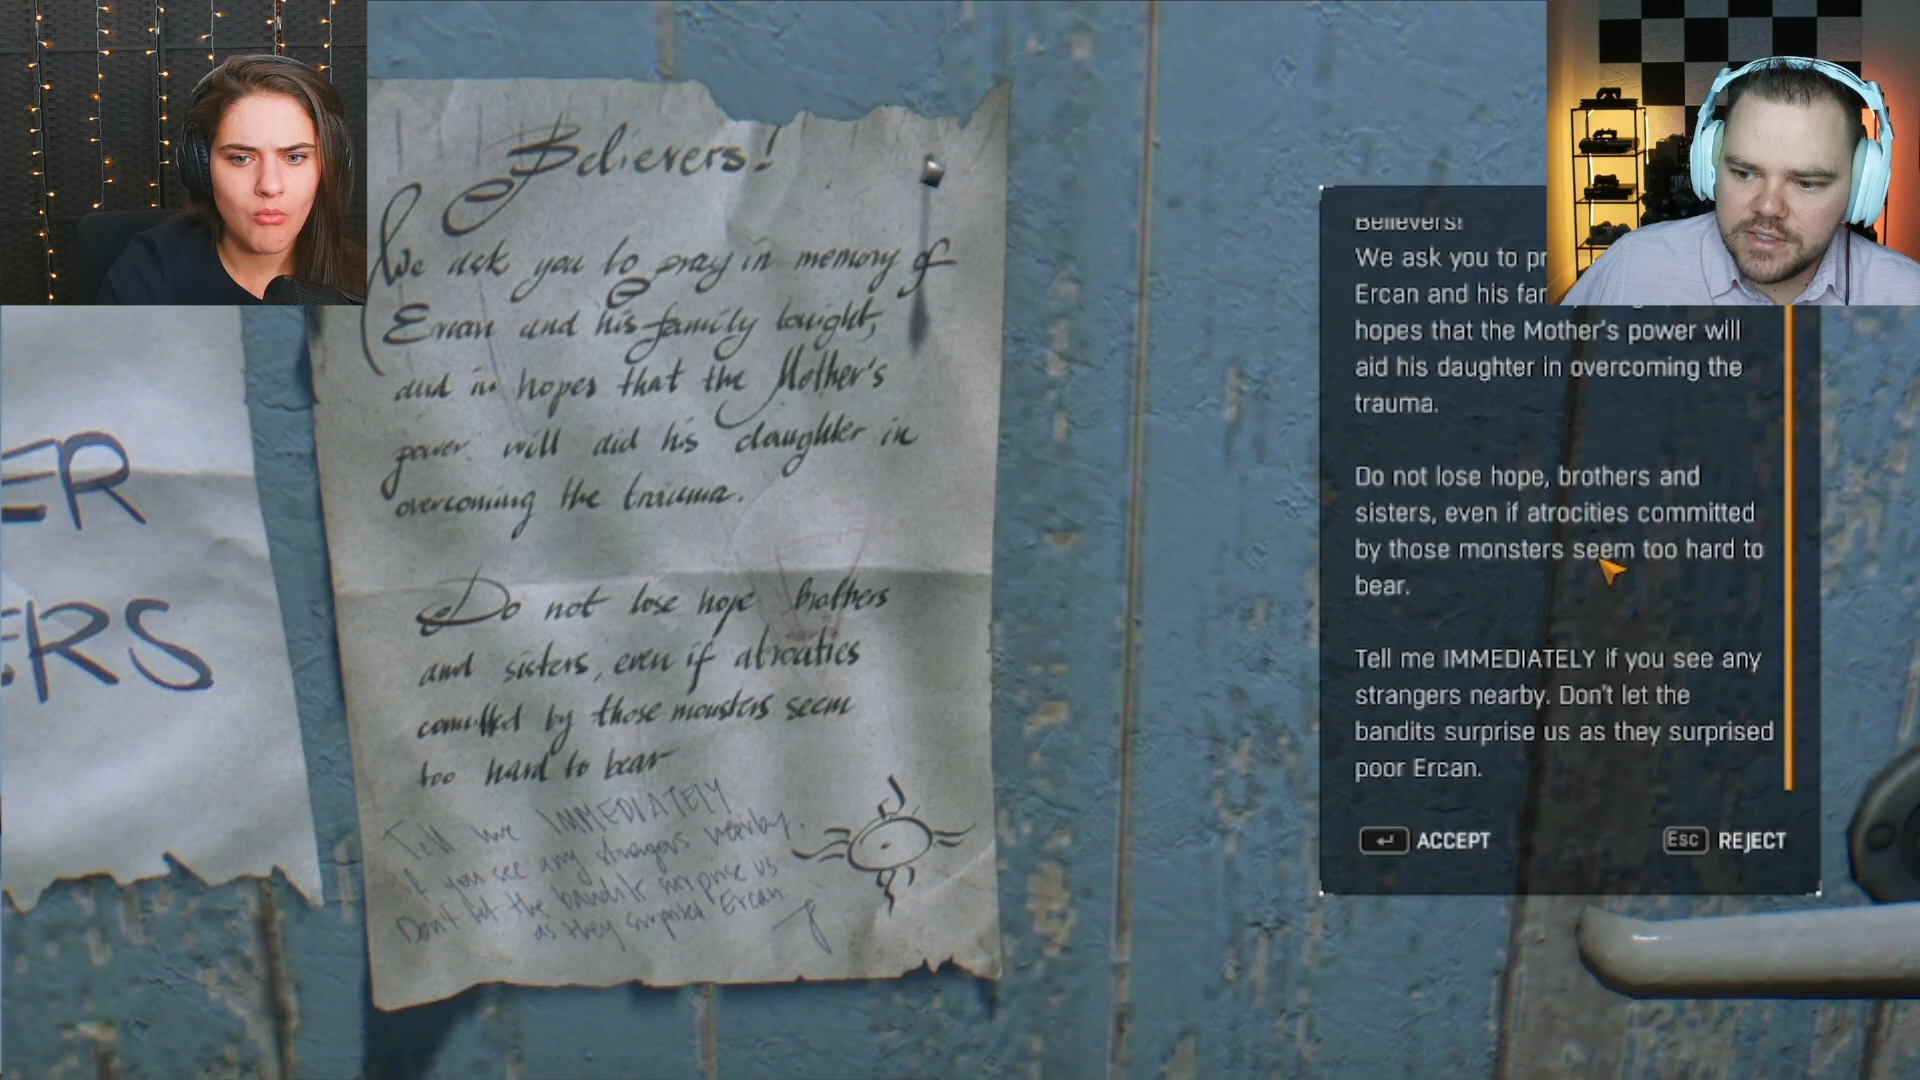 ER
ERS
Believers!
We ask you to pray in memory of
Ercan and his family tonight,
and in hopes that the Mother's
power will aid his daughter in
overcoming the trauma.
Do not lose hope brothers
and sisters, even if atrocities
committed by those monsters seem
too hard to bear
Tell me IMMEDIATELY
if you see any strangers nearby.
Don't let the bandits surprise us
as they surprised Ercan
Believers!
We ask you to pr
Ercan and his fam
hopes that the Mother's power will
aid his daughter in overcoming the
trauma.
Do not lose hope, brothers and
sisters, even if atrocities committed
by those monsters seem too hard to
bear.
Tell me IMMEDIATELY if you see any
strangers nearby. Don't let the
bandits surprise us as they surprised
poor Ercan.
ACCEPT
Esc REJECT